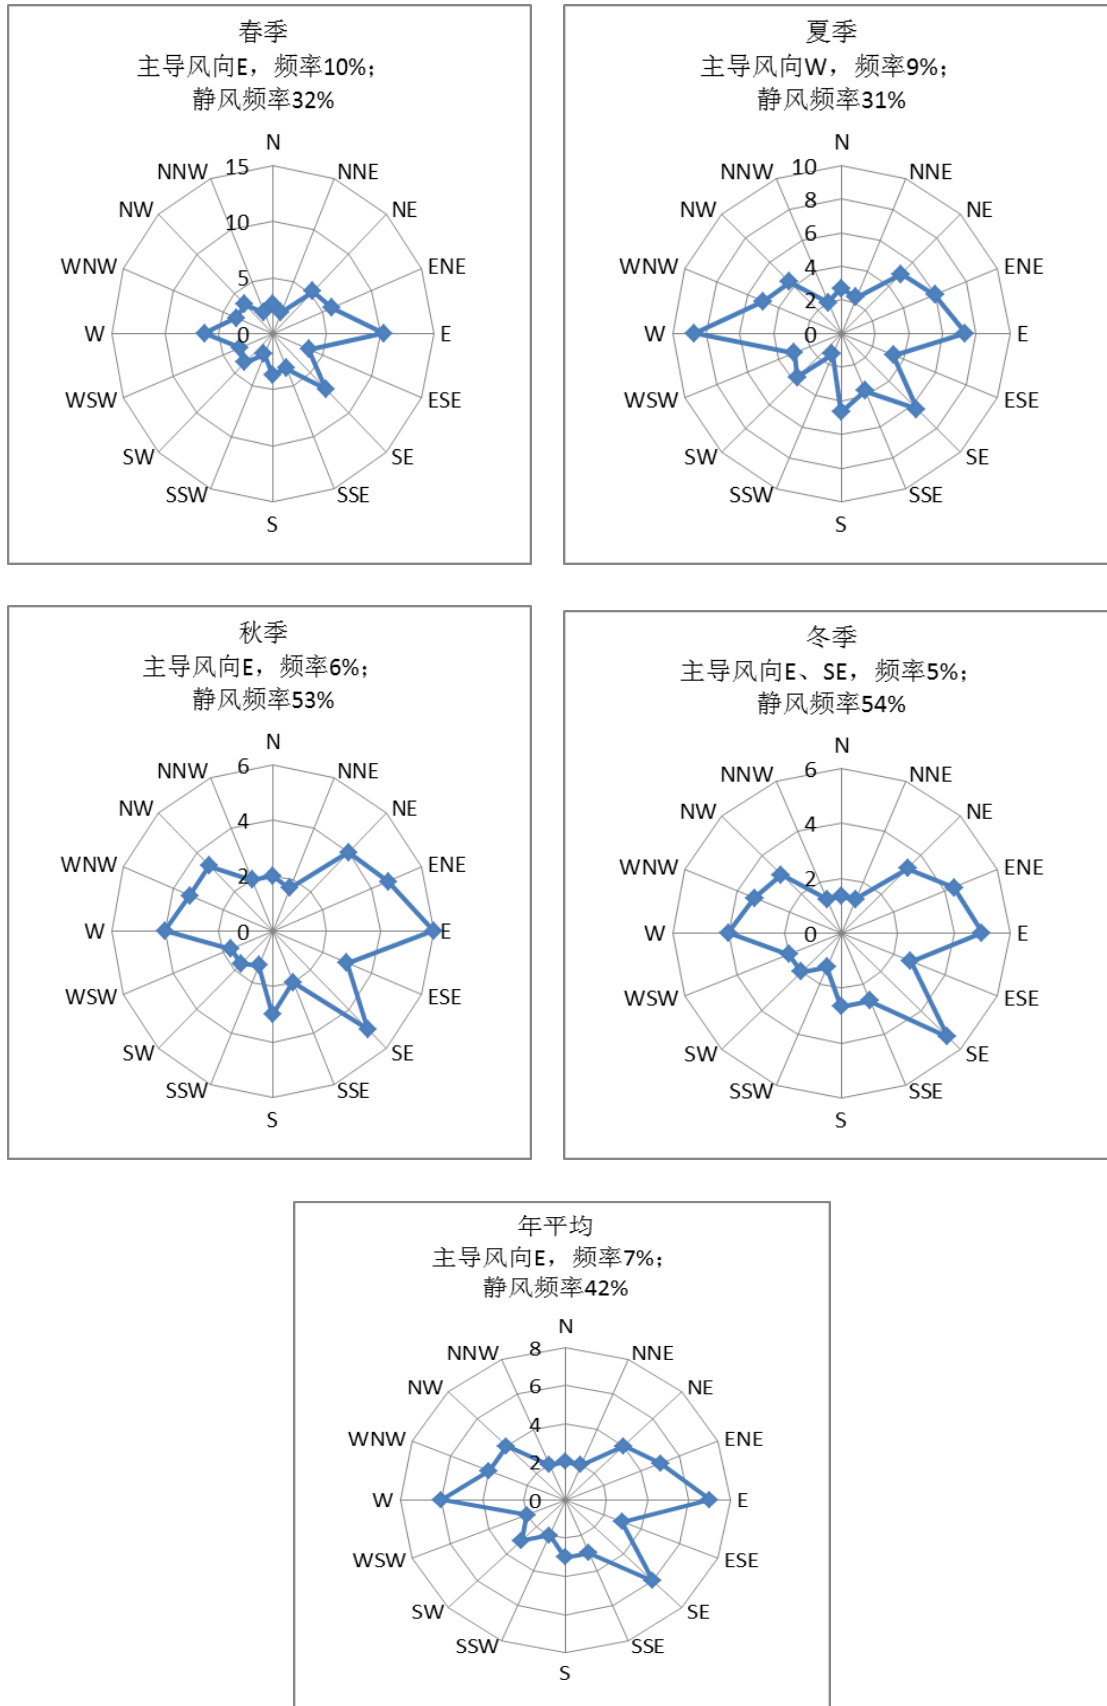 春季
主导风向E，频率10%；
静风频率32%
N
NNE
NE
ENE
E
ESE
SE
SSE
S
SSW
SW
WSW
W
WNW
NW
NNW
15
10
5
0
夏季
主导风向W，频率9%；
静风频率31%
N
NNE
NE
ENE
E
ESE
SE
SSE
S
SSW
SW
WSW
W
WNW
NW
NNW
10
8
6
4
2
0
秋季
主导风向E，频率6%；
静风频率53%
N
NNE
NE
ENE
E
ESE
SE
SSE
S
SSW
SW
WSW
W
WNW
NW
NNW
6
4
2
0
冬季
主导风向E、SE，频率5%；
静风频率54%
N
NNE
NE
ENE
E
ESE
SE
SSE
S
SSW
SW
WSW
W
WNW
NW
NNW
6
4
2
0
年平均
主导风向E，频率7%；
静风频率42%
N
NNE
NE
ENE
E
ESE
SE
SSE
S
SSW
SW
WSW
W
WNW
NW
NNW
8
6
4
2
0